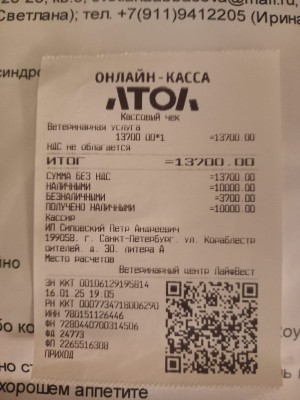 Светлана); тел. +7(911)9412205 (Ирина
синдро
ОНЛАЙН-КАССА
АТОЛ
Кассовый чек
Ветеринарная услуга
13700.00*1 =13700.00
НДС не облагается
ИТОГ =13700.00
СУММА БЕЗ НДС =13700.00
НАЛИЧНЫМИ =10000.00
БЕЗНАЛИЧНЫМИ =3700.00
ПОЛУЧЕНО НАЛИЧНЫМИ =10000.00
Кассир
ИП Сиповский Петр Андреевич
199058, г. Санкт-Петербург, ул. Кораблестр
оителей, д. 30, литера А
Место расчетов
Ветеринарный центр ЛайфВест
ЗН ККТ 00106129195814
16.01.25 19:05
РН ККТ 0007734718006290
ИНН 780151126446
ФН 7280440700314506
ФД 24773
ФП 2265516308
ПРИХОД
хорошем аппетите